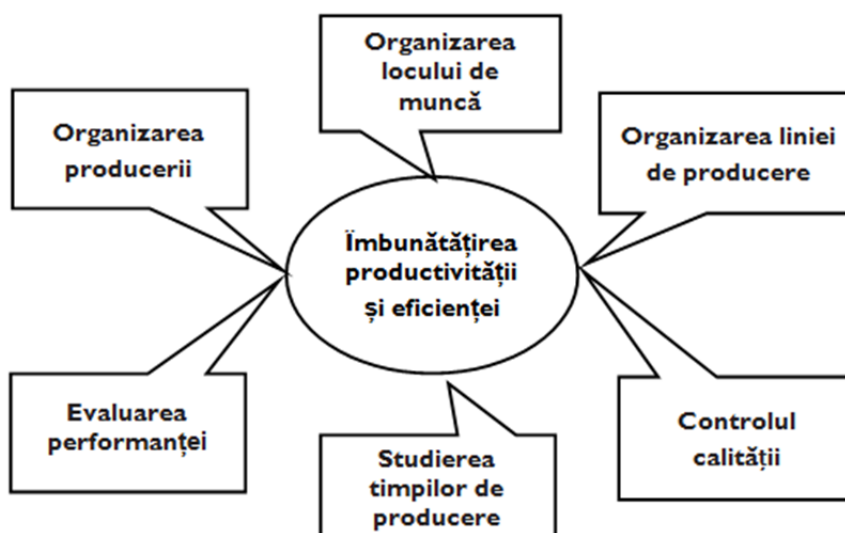 Organizarea
locului de
muncă
Organizarea
producerii
Organizarea liniei
de producere
Îmbunătățirea
productivității
și eficienței
Evaluarea
performanței
Studierea
timpilor de
producere
Controlul
calității